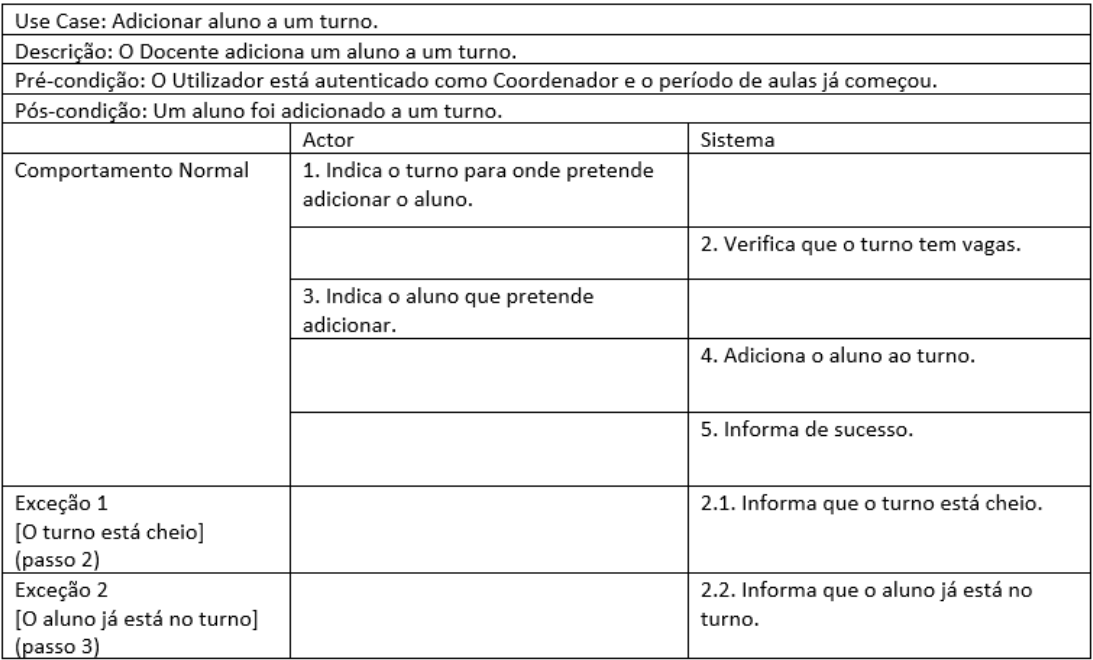 Use Case: Adicionar aluno a um turno.
Descrição: O Docente adiciona um aluno a um turno.
Pré-condição: O Utilizador está autenticado como Coordenador e o período de aulas já começou.
Pós-condição: Um aluno foi adicionado a um turno.
Actor
Sistema
Comportamento Normal
1. Indica o turno para onde pretende
adicionar o aluno.
2. Verifica que o turno tem vagas.
3. Indica o aluno que pretende
adicionar.
4. Adiciona o aluno ao turno.
5. Informa de sucesso.
Exceção 1
[O turno está cheio]
(passo 2)
2.1. Informa que o turno está cheio.
Exceção 2
[O aluno já está no turno]
(passo 3)
2.2. Informa que o aluno já está no
turno.